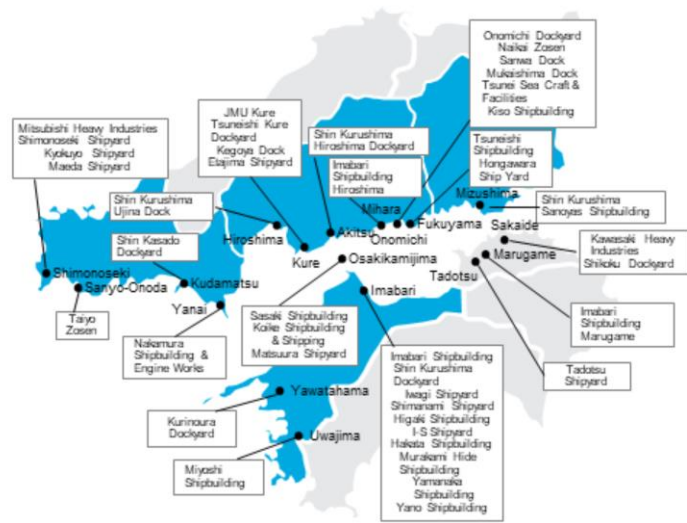 Onomichi Dockyard
Naikai Zosen
Sanwa Dock
Mukaishima Dock
Tsunei Sea Craft &
Facilities
Kiso Shipbuilding
JMU Kure
Tsuneishi Kure
Dockyard
Kegoya Dock
Etajima Shipyard
Mitsubishi Heavy Industries
Shimonoseki Shipyard
Kyokuyo Shipyard
Maeda Shipyard
Shin Kurushima
Hiroshima Dockyard
Imabari
Shipbuilding
Hiroshima
Tsuneishi
Shipbuilding
Hongawara
Ship Yard
Shin Kurushima
Ujina Dock
Mizushima
Shin Kurushima
Sanoyas Shipbuilding
Mihara
Hiroshima
Akitsu
Onomichi
Fukuyama
Sakaide
Shin Kasado
Dockyard
Kure
Osakikamijima
Marugame
Kawasaki Heavy
Industries
Shikoku Dockyard
Tadotsu
Shimonoseki
Sanyo-Onoda
Kudamatsu
Yanai
Imabari
Taiyo
Zosen
Nakamura
Shipbuilding &
Engine Works
Sasaki Shipbuilding
Koike Shipbuilding
& Shipping
Matsuura Shipyard
Imabari
Shipbuilding
Marugame
Imabari Shipbuilding
Shin Kurushima
Dockyard
Iwagi Shipyard
Shimanami Shipyard
Higaki Shipbuilding
I-S Shipyard
Hakata Shipbuilding
Murakami Hide
Shipbuilding
Yamanaka
Shipbuilding
Yano Shipbuilding
Tadotsu
Shipyard
Yawatahama
Kurinoura
Dockyard
Uwajima
Miyoshi
Shipbuilding